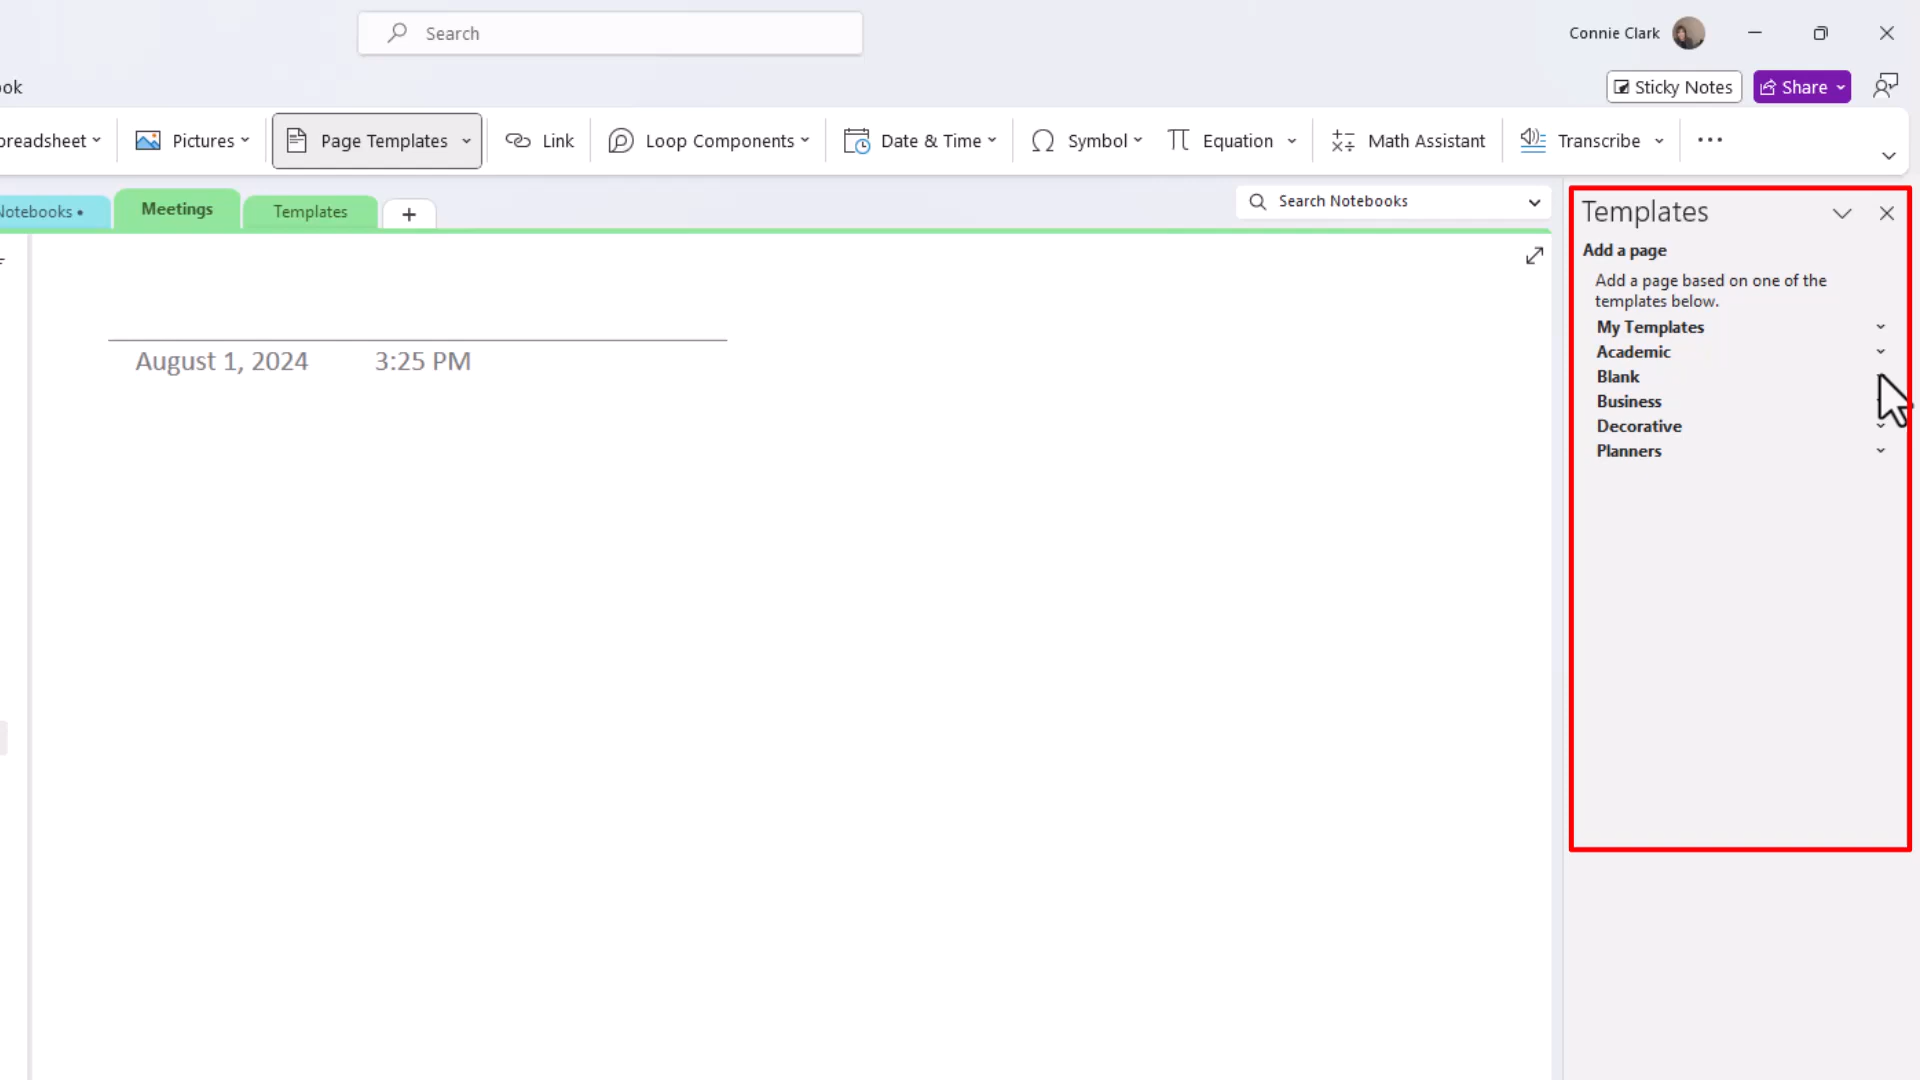 Search
Connie Clark
ok
Sticky Notes
Share
preadsheet
Pictures
Page Templates
Link
Loop Components
Date & Time
Symbol
Equation
Math Assistant
Transcribe
Notebooks
Meetings
Templates
Search Notebooks
August 1, 2024 3:25 PM
Templates
Add a page
Add a page based on one of the
templates below.
My Templates
Academic
Blank
Business
Decorative
Planners